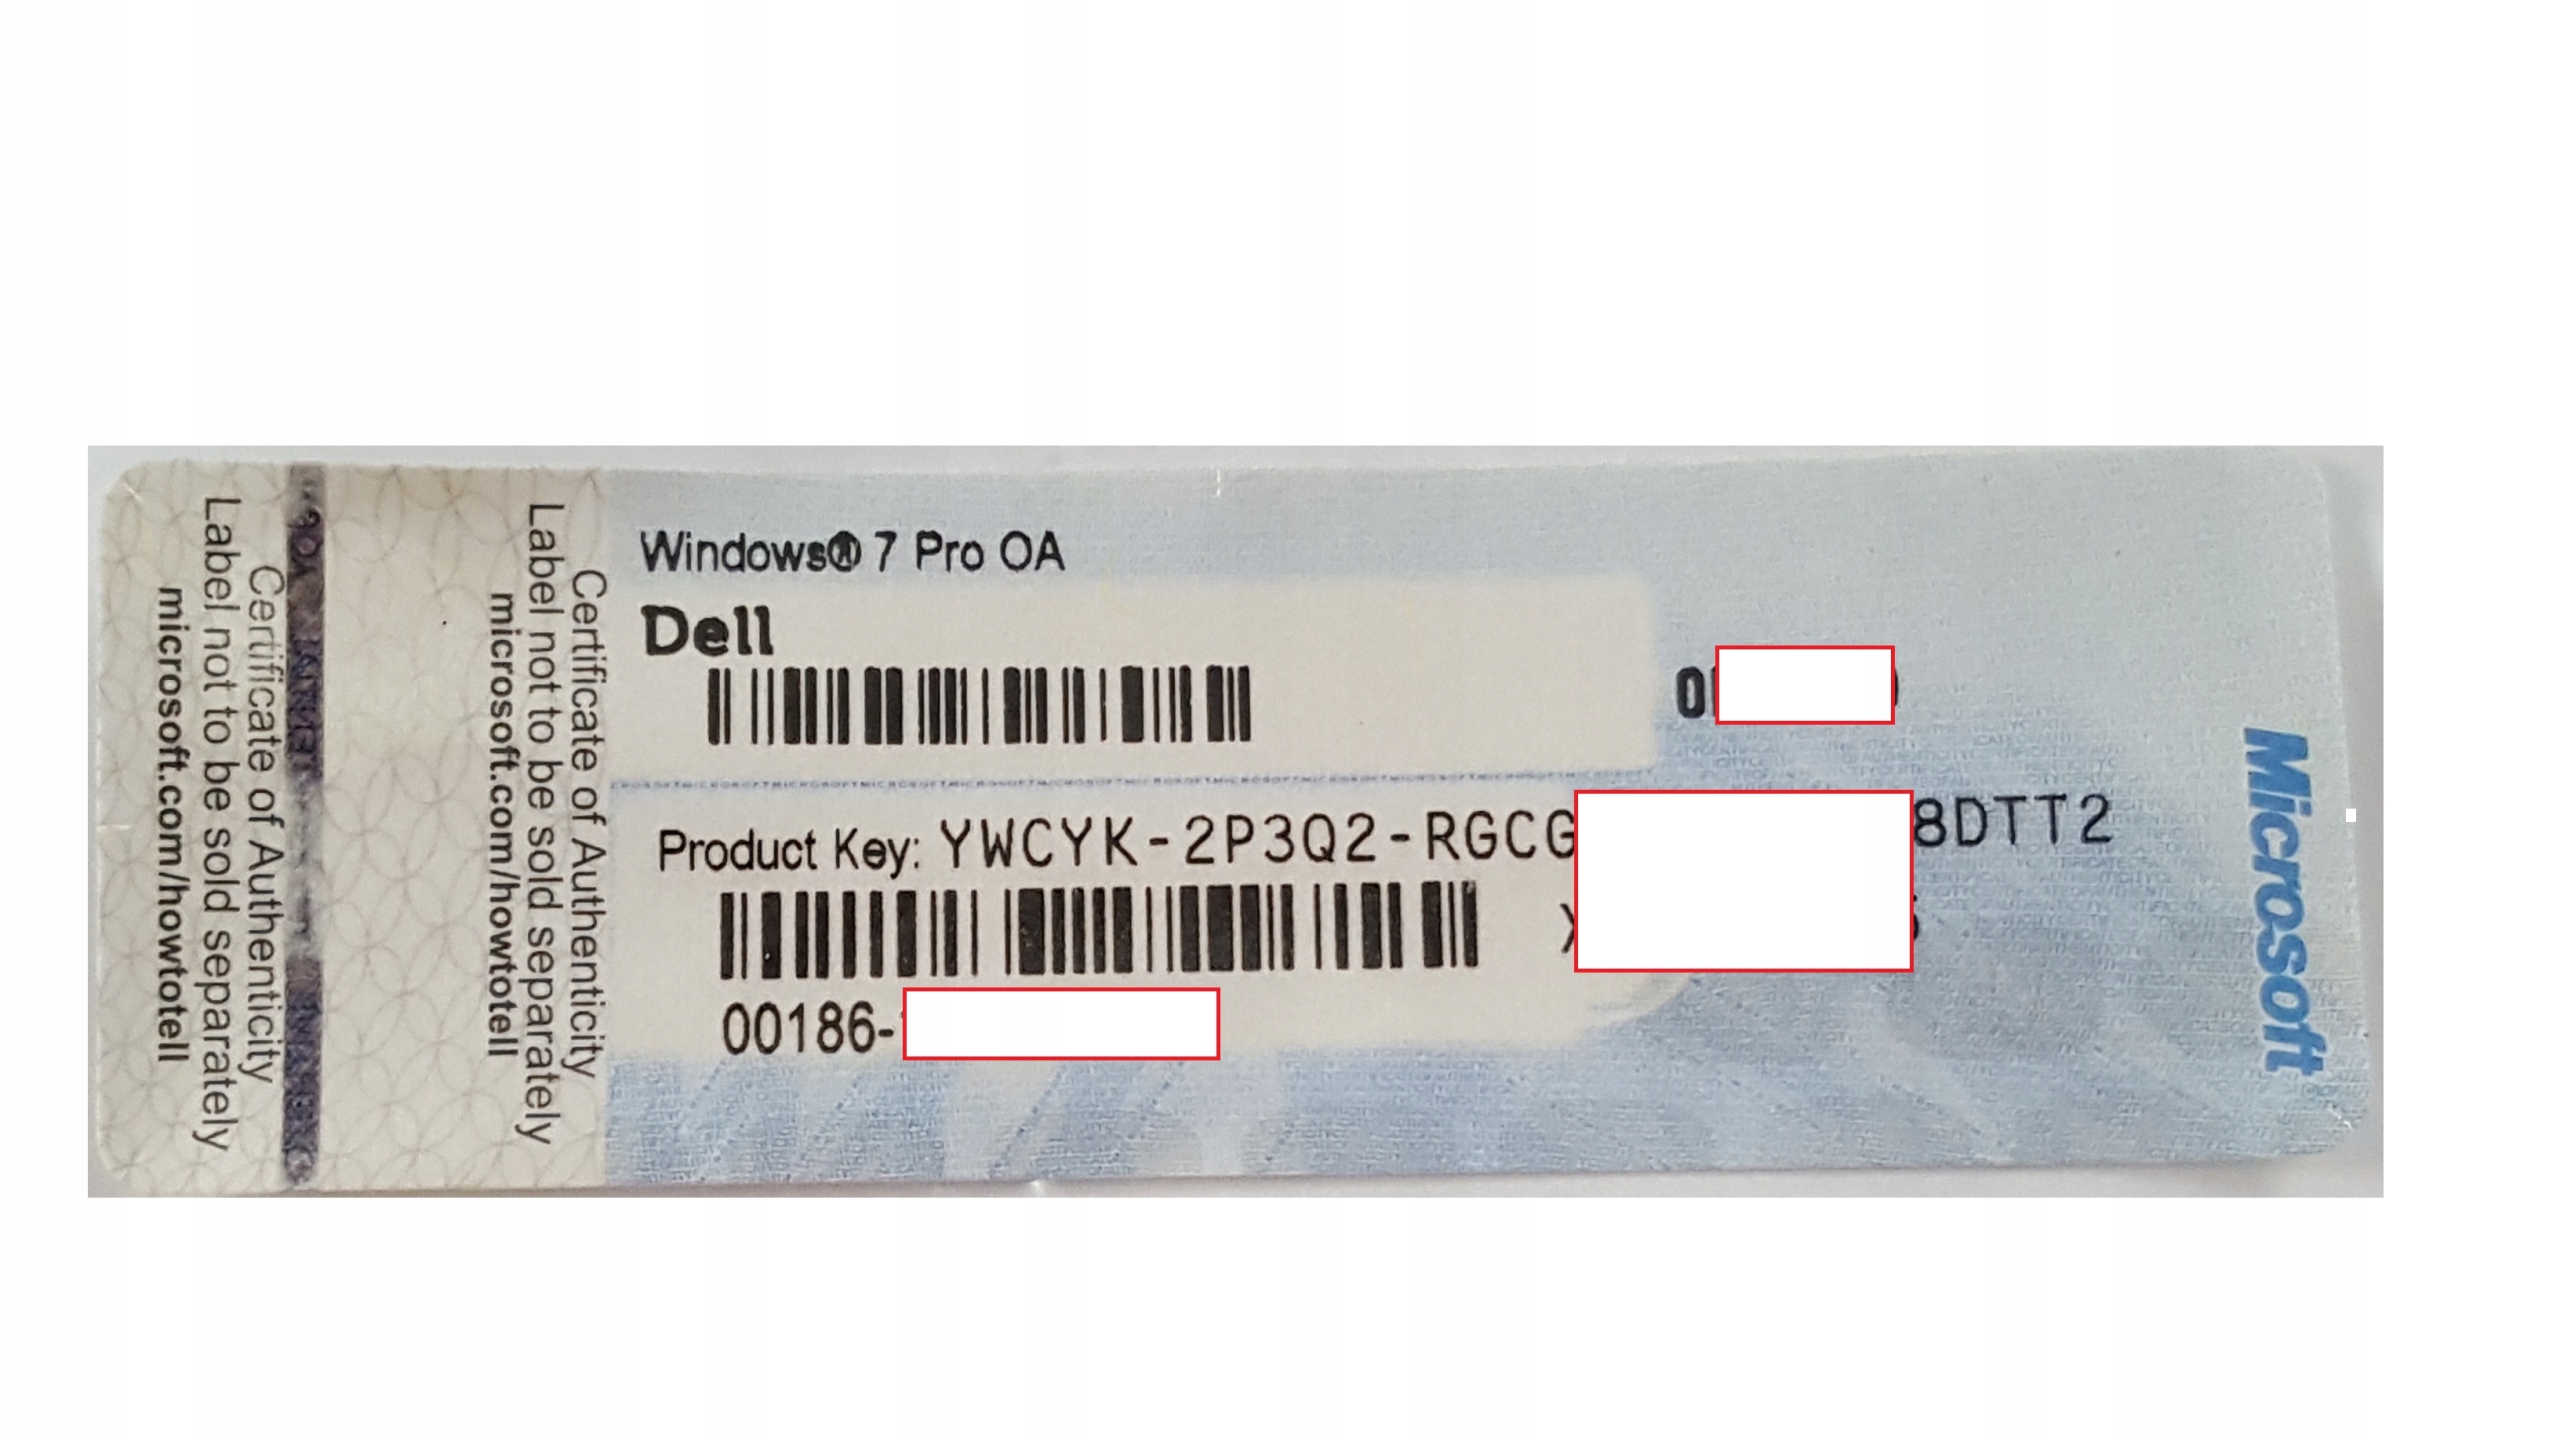 Certificate of Authenticity
Label not to be sold separately
microsoft.com/howtotell
Certificate of Authenticity
Label not to be sold separately
microsoft.com/howtotell
Windows® 7 Pro OA
Dell
Product Key: YWCYK-2P3Q2-RGCG 8DTT2
00186-
Microsoft